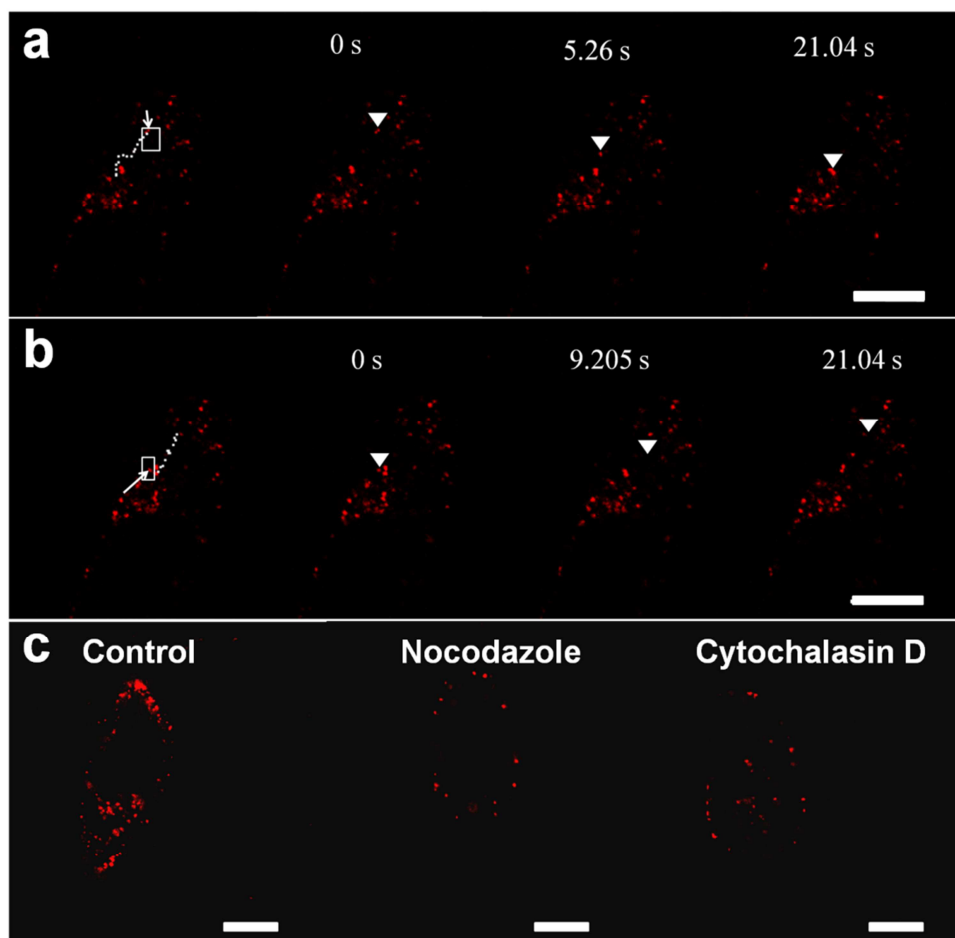 a
0 s 5.26 s 21.04 s
b
0 s 9.205 s 21.04 s
c
Control Nocodazole Cytochalasin D